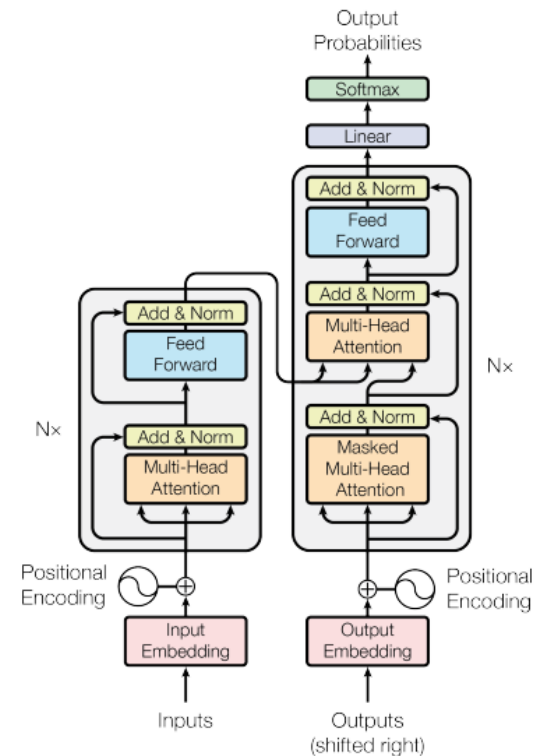 Output
Probabilities
Softmax
Linear
Add & Norm
Feed
Forward
Add & Norm
Multi-Head
Attention
Nx
Add & Norm
Masked
Multi-Head
Attention
Add & Norm
Feed
Forward
Nx
Add & Norm
Multi-Head
Attention
Positional
Encoding
Positional
Encoding
Input
Embedding
Output
Embedding
Inputs
Outputs
(shifted right)